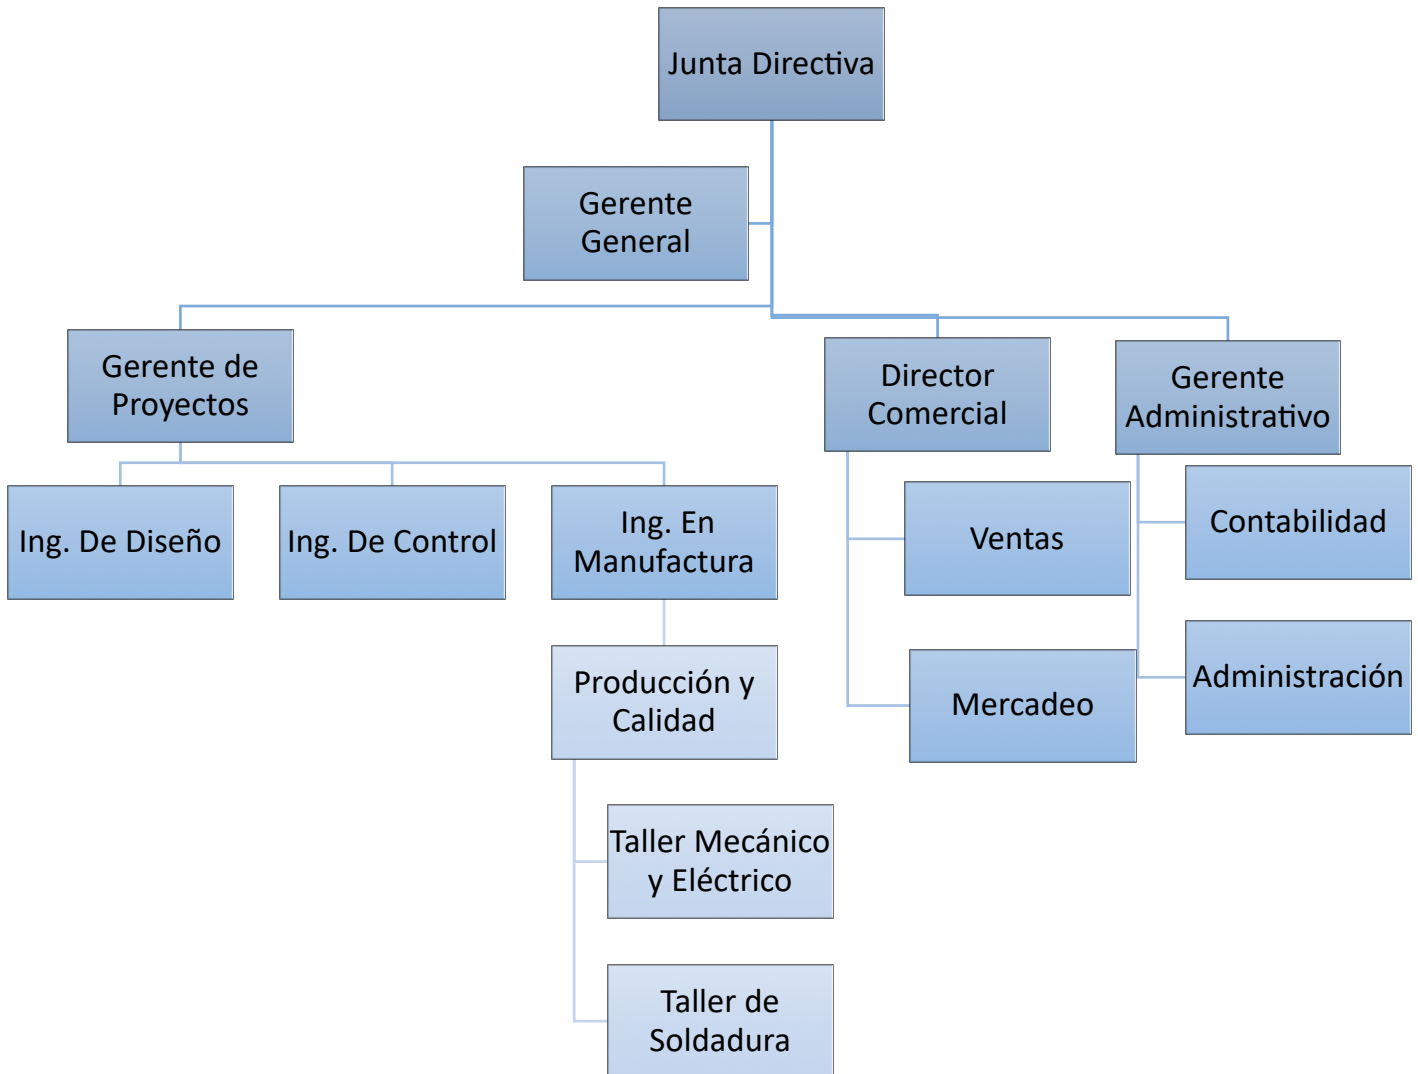 Junta Directiva
Gerente
General
Gerente de
Proyectos
Director
Comercial
Gerente
Administrativo
Ing. De Diseño
Ing. De Control
Ing. En
Manufactura
Ventas
Contabilidad
Producción y
Calidad
Mercadeo
Administración
Taller Mecánico
y Eléctrico
Taller de
Soldadura